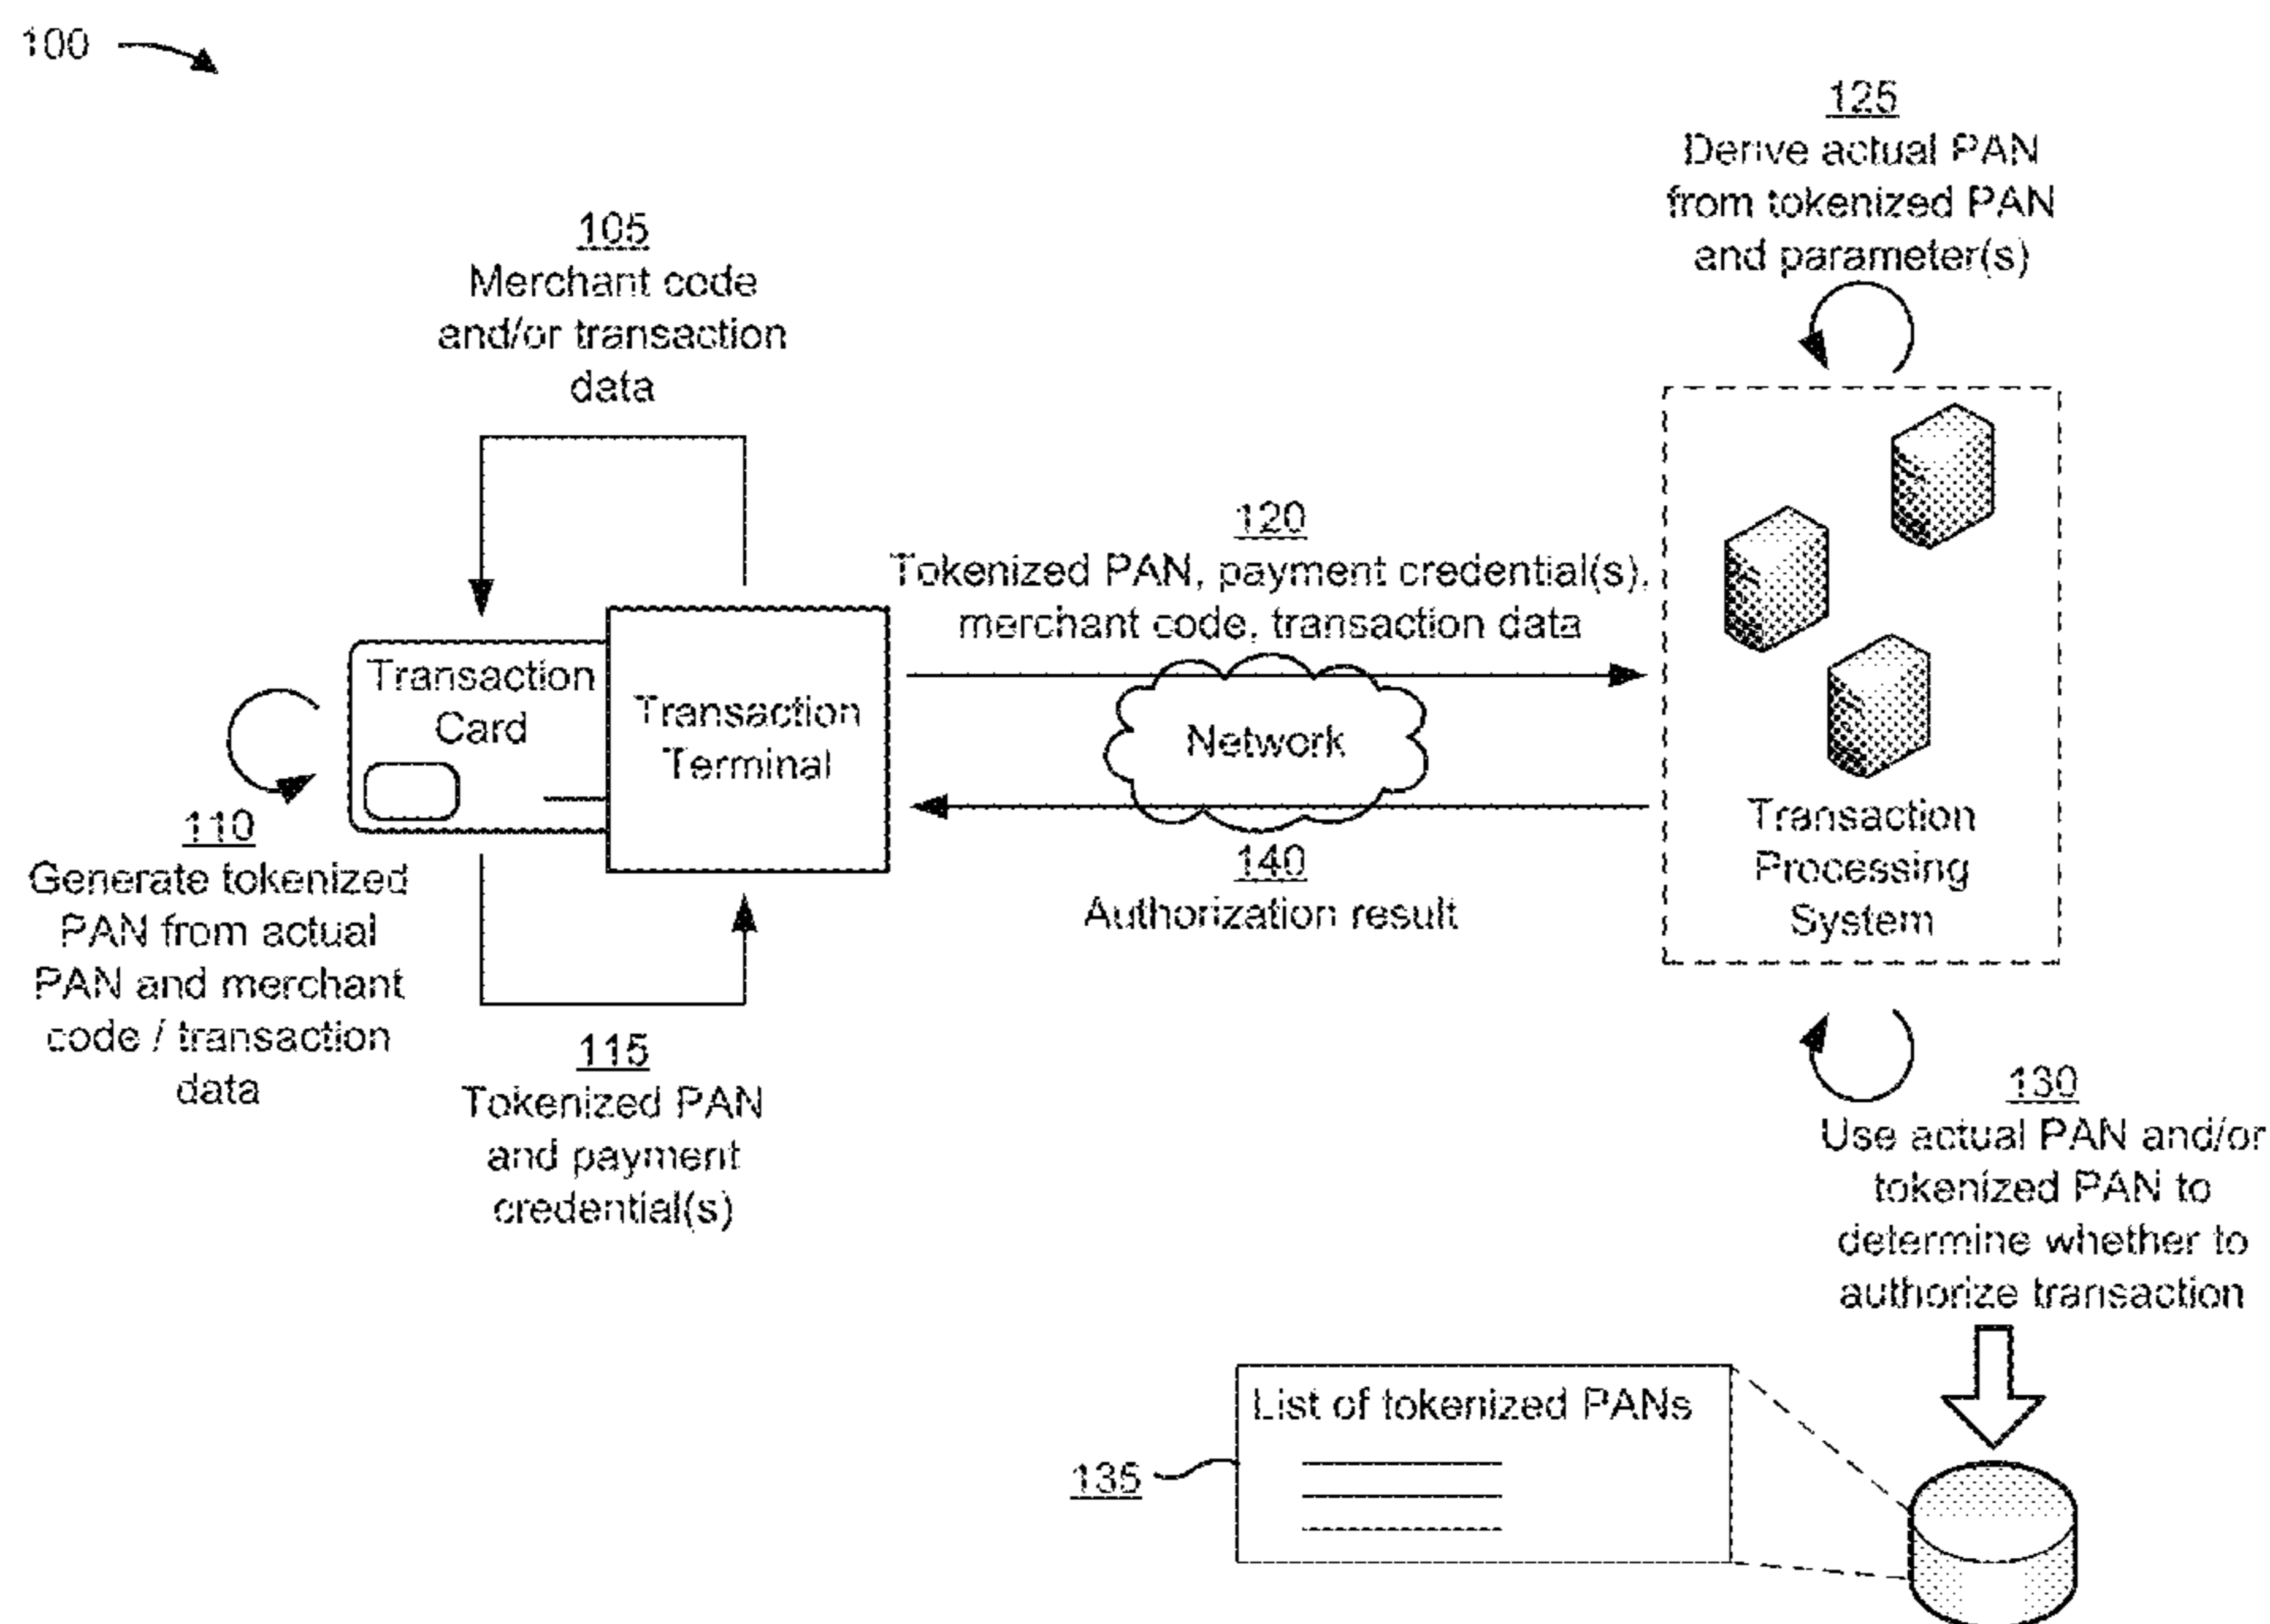 100
125
Derive actual PAN
from tokenized PAN
and parameter(s)
105
Merchant code
and/or transaction
data
120
Tokenized PAN, payment credential(s),
merchant code, transaction data
Transaction
Card
Transaction
Terminal
Network
110
Generate tokenized
PAN from actual
PAN and merchant
code / transaction
data
140
Authorization result
Transaction
Processing
System
115
Tokenized PAN
and payment
credential(s)
130
Use actual PAN and/or
tokenized PAN to
determine whether to
authorize transaction
List of tokenized PANs
135